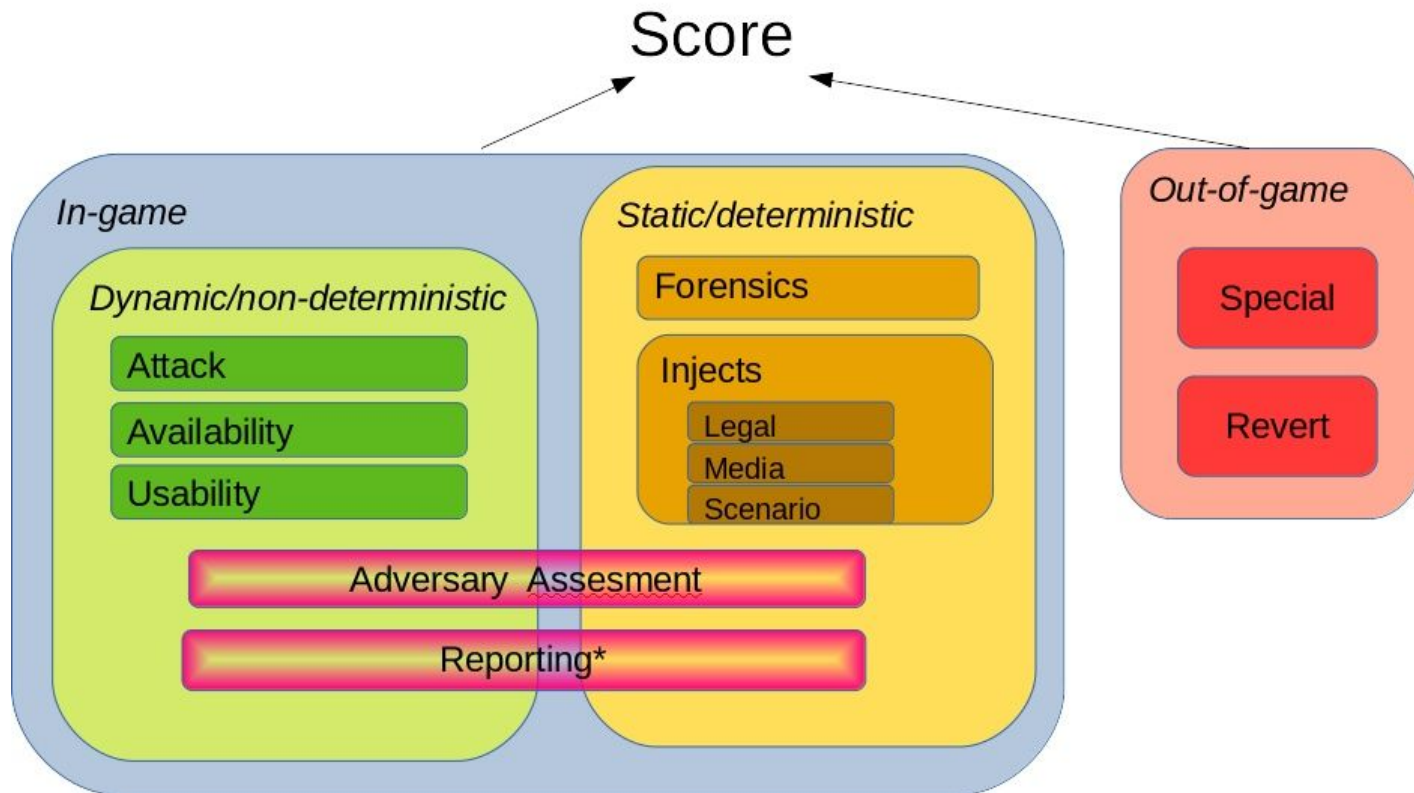 Score
In-game
Dynamic/non-deterministic
Attack
Availability
Usability
Static/deterministic
Forensics
Injects
Legal
Media
Scenario
Adversary Assesment
Reporting*
Out-of-game
Special
Revert